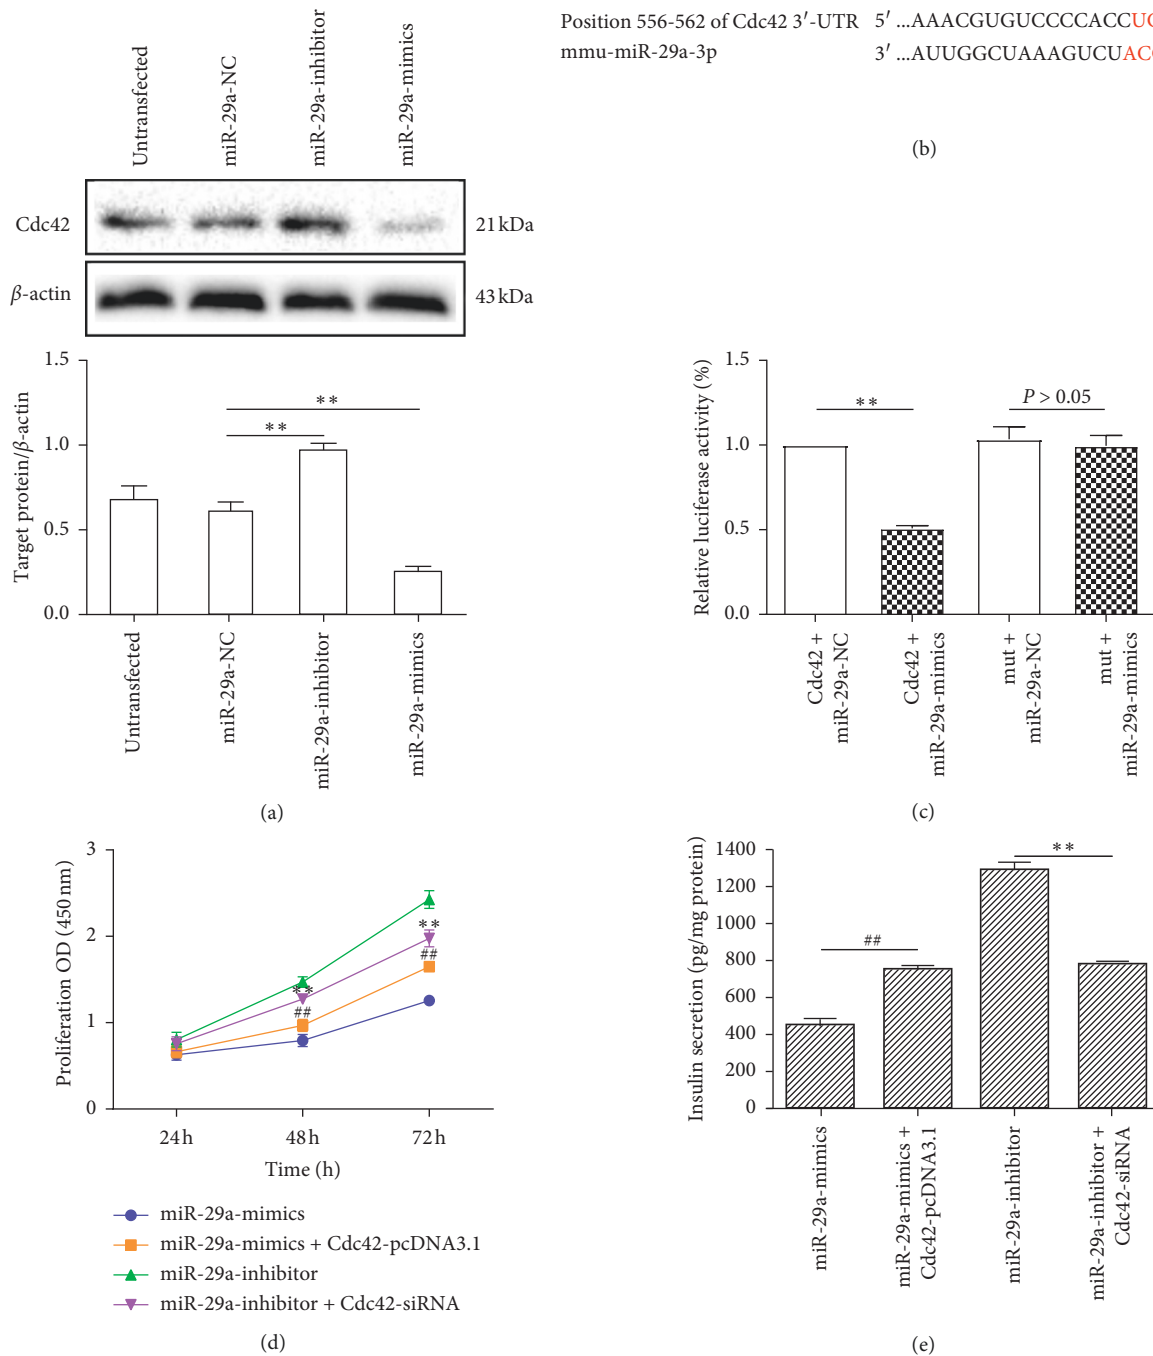 Untransfected
miR-29a-NC
miR-29a-inhibitor
miR-29a-mimics
Cdc42
21 kDa
β-actin
43 kDa
Target protein/β-actin
1.5
1.0
0.5
0.0
**
**
Untransfected
miR-29a-NC
miR-29a-inhibitor
miR-29a-mimics
(a)
Position 556-562 of Cdc42 3′-UTR 5′ ...AAACGUGUCCCCACCUG
mmu-miR-29a-3p 3′ ...AUUGGCUAAAGUCUACC
(b)
Relative luciferase activity (%)
1.5
1.0
0.5
0.0
**
P > 0.05
Cdc42 +
miR-29a-NC
Cdc42 +
miR-29a-mimics
mut +
miR-29a-NC
mut +
miR-29a-mimics
(c)
Proliferation OD (450 nm)
3
2
1
0
**
##
**
##
24 h
48 h
72 h
Time (h)
miR-29a-mimics
miR-29a-mimics + Cdc42-pcDNA3.1
miR-29a-inhibitor
miR-29a-inhibitor + Cdc42-siRNA
(d)
Insulin secretion (pg/mg protein)
1400
1200
1000
800
600
400
200
0
##
**
miR-29a-mimics
miR-29a-mimics +
Cdc42-pcDNA3.1
miR-29a-inhibitor
miR-29a-inhibitor +
Cdc42-siRNA
(e)